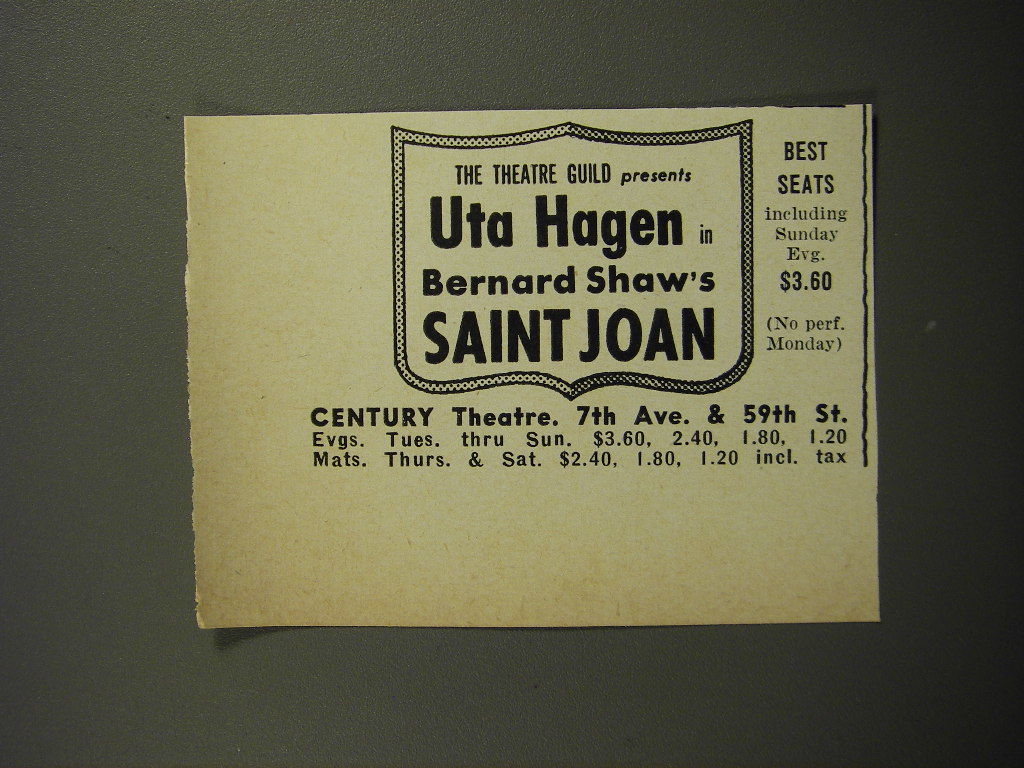 THE THEATRE GUILD presents
Uta Hagen in
Bernard Shaw's
SAINT JOAN
BEST
SEATS
including
Sunday
Evg.
$3.60
(No perf.
Monday)
CENTURY Theatre. 7th Ave. & 59th St.
Evgs. Tues. thru Sun. $3.60, 2.40, 1.80, 1.20
Mats. Thurs. & Sat. $2.40, 1.80, 1.20 incl. tax